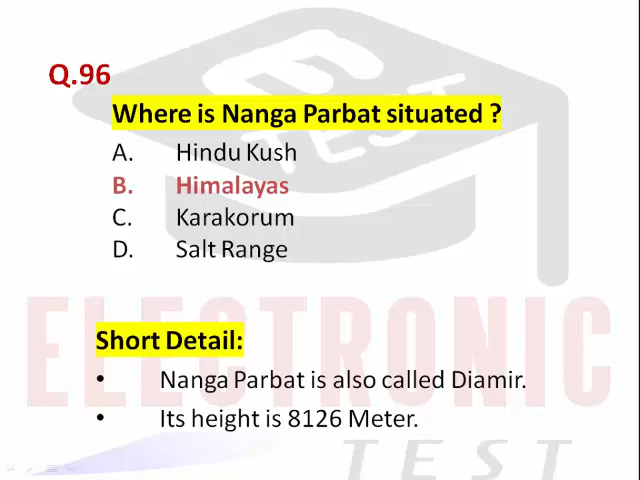 Q.96
Where is Nanga Parbat situated ?
A. Hindu Kush
B. Himalayas
C. Karakorum
D. Salt Range
Short Detail:
• Nanga Parbat is also called Diamir.
• Its height is 8126 Meter.
TEST
ELECTRONIC
TEST